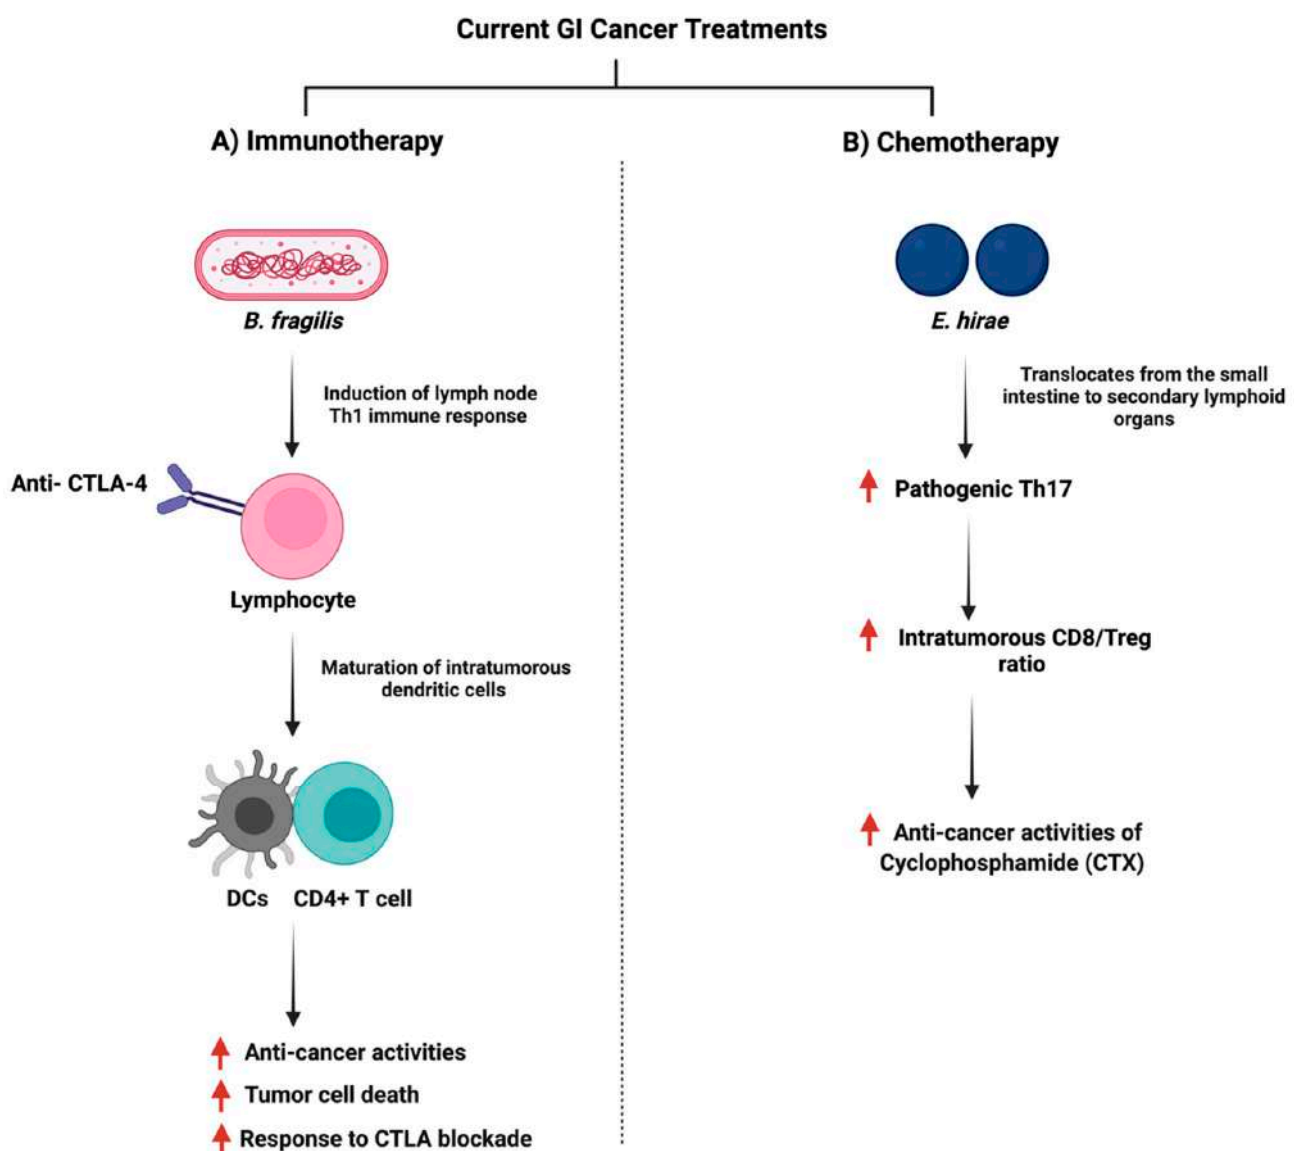 Current GI Cancer Treatments
A) Immunotherapy
B. fragilis
Induction of lymph node
Th1 immune response
Anti- CTLA-4
Lymphocyte
Maturation of intratumorous
dendritic cells
DCs CD4+ T cell
Anti-cancer activities
Tumor cell death
Response to CTLA blockade
B) Chemotherapy
E. hirae
Translocates from the small
intestine to secondary lymphoid
organs
Pathogenic Th17
Intratumorous CD8/Treg
ratio
Anti-cancer activities of
Cyclophosphamide (CTX)